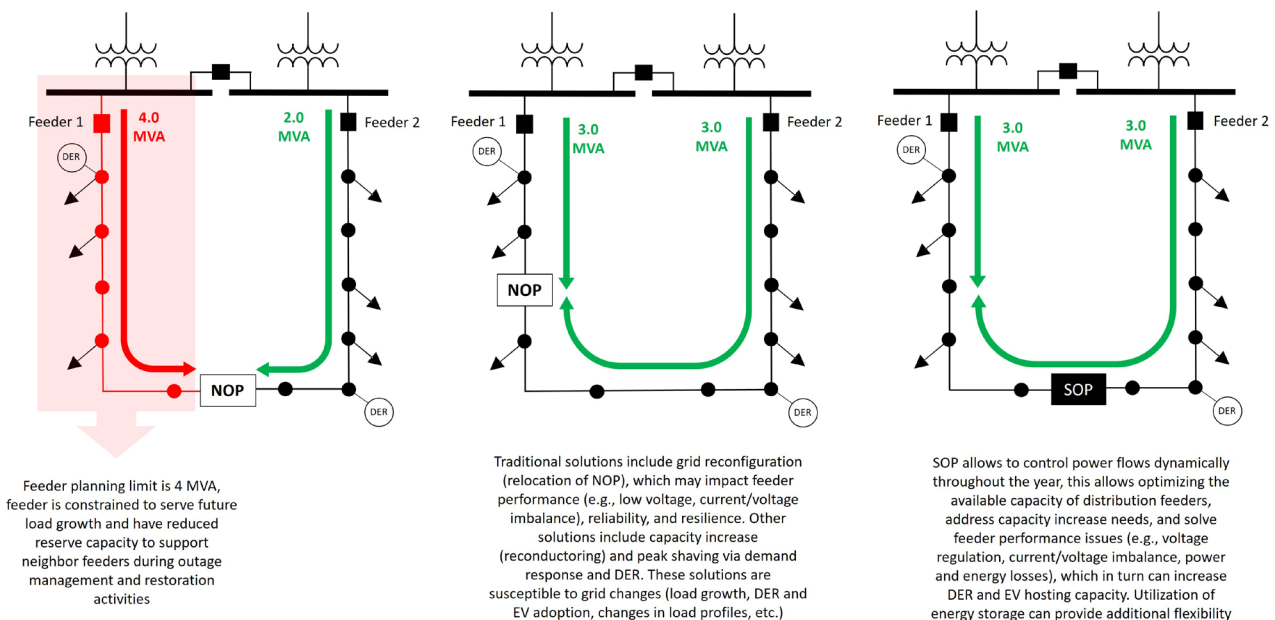 Feeder 1
4.0
MVA
2.0
MVA
Feeder 2
DER
NOP
DER
Feeder planning limit is 4 MVA,
feeder is constrained to serve future
load growth and have reduced
reserve capacity to support
neighbor feeders during outage
management and restoration
activities
Feeder 1
3.0
MVA
3.0
MVA
Feeder 2
DER
NOP
DER
Traditional solutions include grid reconfiguration
(relocation of NOP), which may impact feeder
performance (e.g., low voltage, current/voltage
imbalance), reliability, and resilience. Other
solutions include capacity increase
(reconductoring) and peak shaving via demand
response and DER. These solutions are
susceptible to grid changes (load growth, DER and
EV adoption, changes in load profiles, etc.)
Feeder 1
3.0
MVA
3.0
MVA
Feeder 2
DER
SOP
DER
SOP allows to control power flows dynamically
throughout the year, this allows optimizing the
available capacity of distribution feeders,
address capacity increase needs, and solve
feeder performance issues (e.g., voltage
regulation, current/voltage imbalance, power
and energy losses), which in turn can increase
DER and EV hosting capacity. Utilization of
energy storage can provide additional flexibility